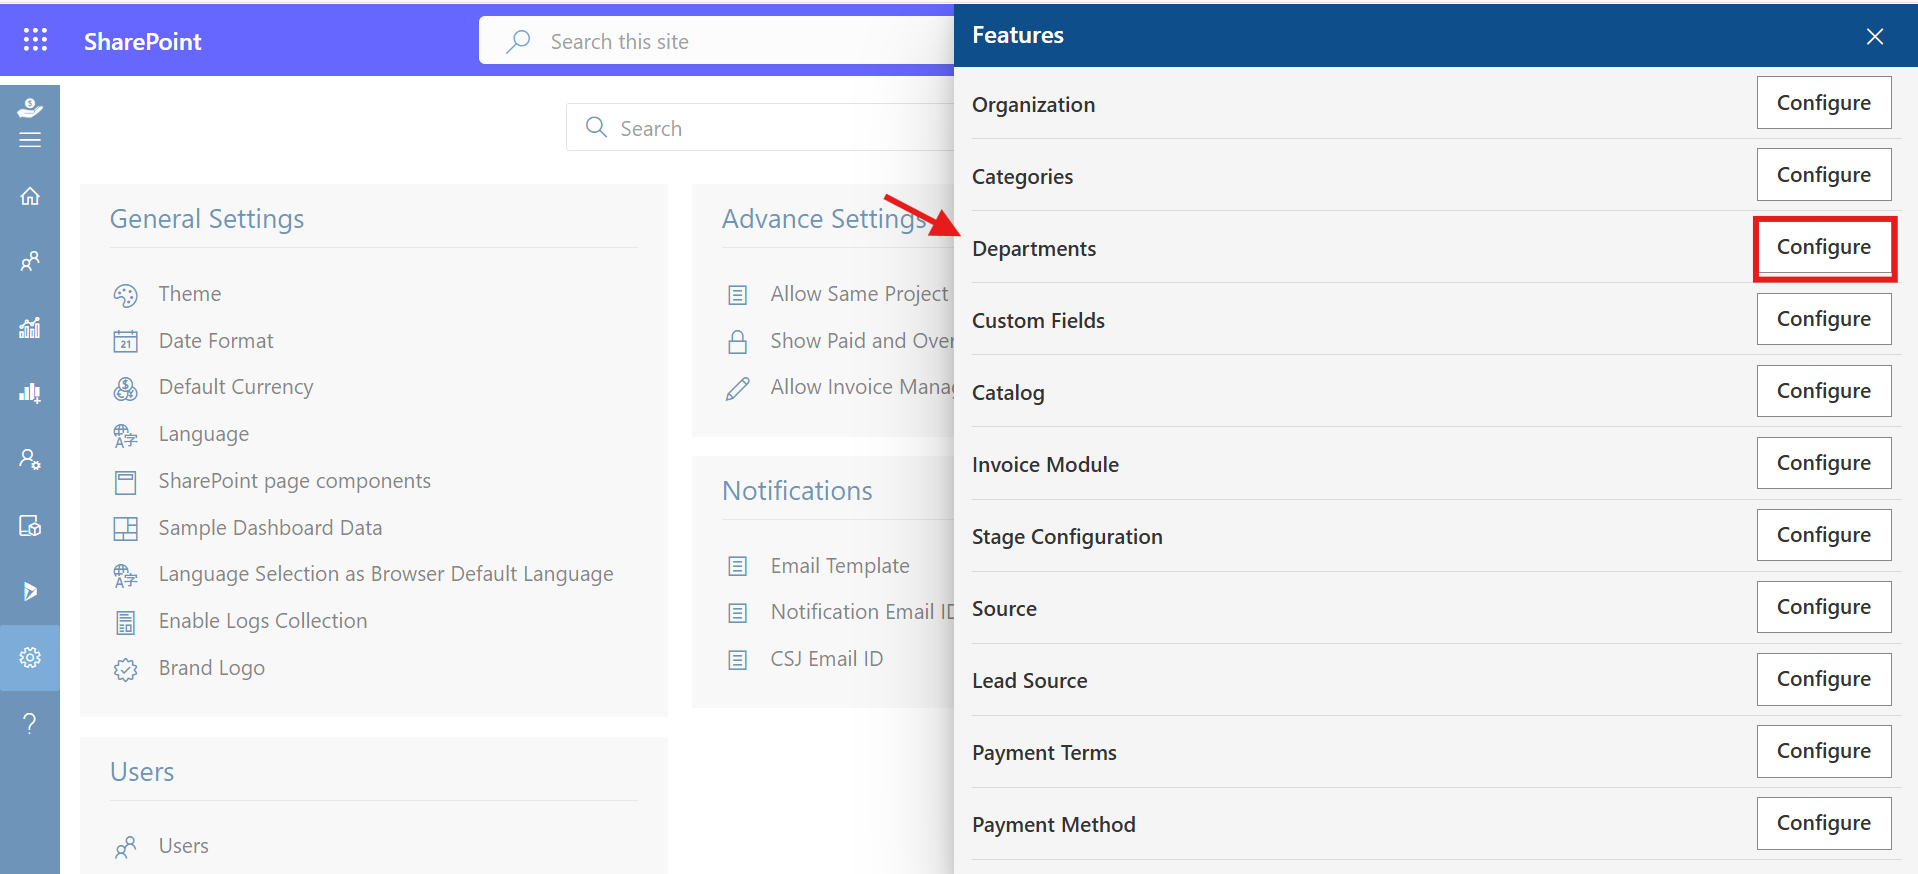 SharePoint
Search this site
Search
General Settings
Theme
21
Date Format
Default Currency
Language
SharePoint page components
Sample Dashboard Data
Language Selection as Browser Default Language
Enable Logs Collection
Brand Logo
Users
Users
Advance Settings
Allow Same Project
Show Paid and Over
Allow Invoice Manag
Notifications
Email Template
Notification Email ID
CSJ Email ID
Features
Organization Configure
Categories Configure
Departments Configure
Custom Fields Configure
Catalog Configure
Invoice Module Configure
Stage Configuration Configure
Source Configure
Lead Source Configure
Payment Terms Configure
Payment Method Configure